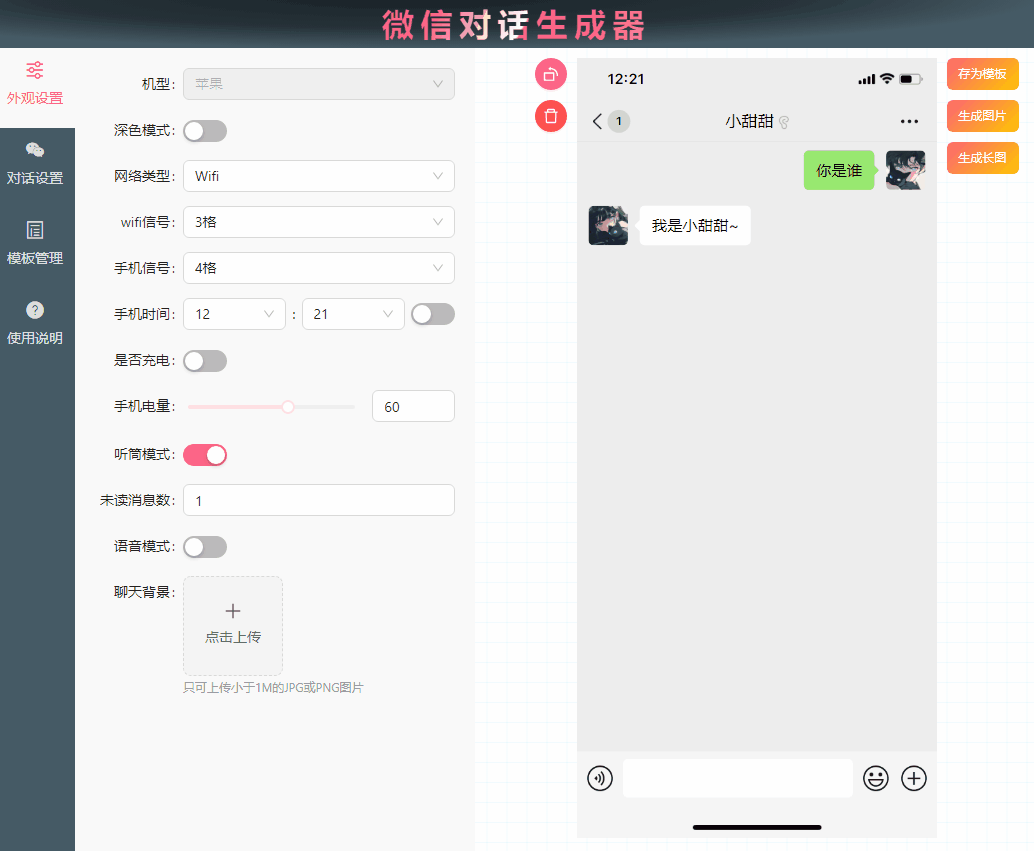 微信对话生成器
外观设置
对话设置
模板管理
使用说明
机型: 苹果
深色模式:
网络类型: Wifi
wifi信号: 3格
手机信号: 4格
手机时间: 12 : 21
是否充电:
手机电量: 60
听筒模式:
未读消息数: 1
语音模式:
聊天背景:
点击上传
只可上传小于1M的JPG或PNG图片
12:21
1 小甜甜
你是谁
我是小甜甜~
存为模板
生成图片
生成长图